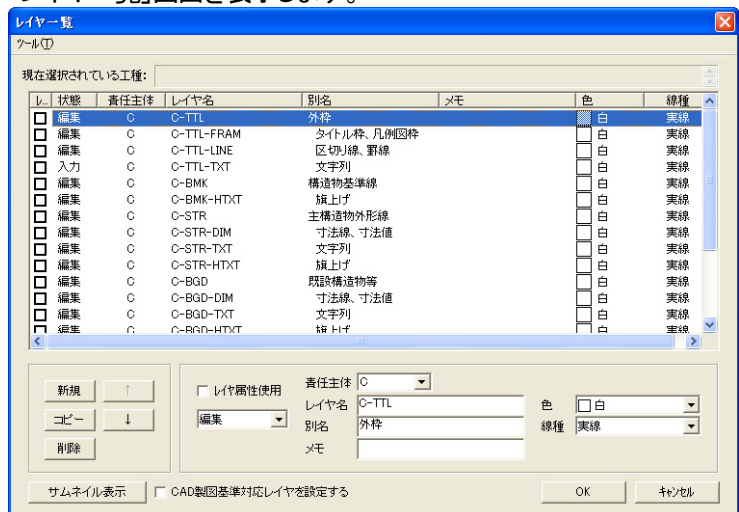 レイヤ一覧
ツール(T)
現在選択されている工種:
レ... 状態 責任主体 レイヤ名 別名 メモ 色 線種
編集 C C-TTL 外枠 白 実線
編集 C C-TTL-FRAM タイトル枠、凡例図枠 白 実線
編集 C C-TTL-LINE 区切り線、罫線 白 実線
入力 C C-TTL-TXT 文字列 白 実線
編集 C C-BMK 構造物基準線 白 実線
編集 C C-BMK-HTXT 旗上げ 白 実線
編集 C C-STR 主構造物外形線 白 実線
編集 C C-STR-DIM 寸法線、寸法値 白 実線
編集 C C-STR-TXT 文字列 白 実線
編集 C C-STR-HTXT 旗上げ 白 実線
編集 C C-BGD 既設構造物等 白 実線
編集 C C-BGD-DIM 寸法線、寸法値 白 実線
編集 C C-BGD-TXT 文字列 白 実線
編集 C C-BGD-HTXT 旗上げ 白 実線
新規 ↑
コピー ↓
削除
レイヤ属性使用
編集
責任主体 C
レイヤ名 C-TTL
別名 外枠
メモ
色 白
線種 実線
サムネイル表示 CAD製図基準対応レイヤを設定する OK キャンセル